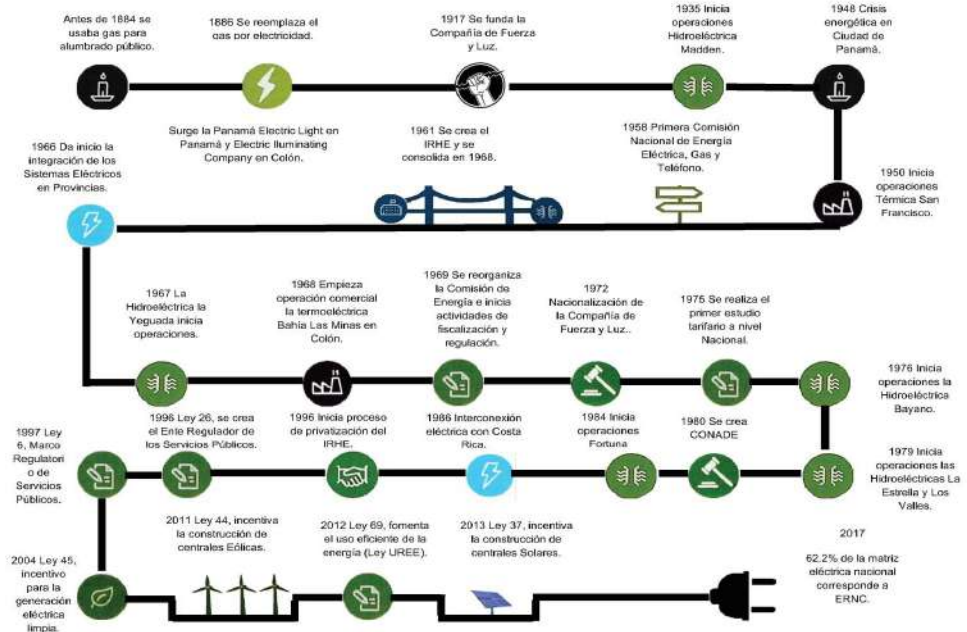 Antes de 1884 se
usaba gas para
alumbrado público.
1886 Se reemplaza el
gas por electricidad.
1917 Se funda la
Compañía de Fuerza
y Luz.
1935 Inicia
operaciones
Hidroeléctrica
Madden.
1948 Crisis
energética en
Ciudad de
Panamá.
Surge la Panamá Electric Light en
Panamá y Electric Iluminating
Company en Colón.
1950 Inicia
operaciones
Térmica San
Francisco.
1958 Primera Comisión
Nacional de Energía
Eléctrica, Gas y
Teléfono.
1961 Se crea el
IRHE y se
consolida en 1968.
1966 Da inicio la
integración de los
Sistemas Eléctricos
en Provincias.
1967 La
Hidroeléctrica la
Yeguada inicia
operaciones.
1968 Empieza
operación comercial
la termoeléctrica
Bahía Las Minas en
Colón.
1969 Se reorganiza
la Comisión de
Energía e inicia
actividades de
fiscalización y
regulación.
1972
Nacionalización de
la Compañía de
Fuerza y Luz..
1975 Se realiza el
primer estudio
tarifario a nivel
Nacional.
1976 Inicia
operaciones la
Hidroeléctrica
Bayano.
1979 Inicia
operaciones las
Hidroeléctricas La
Estrella y Los
Valles.
1980 Se crea
CONADE
1984 Inicia
operaciones
Fortuna
1986 Interconexión
eléctrica con Costa
Rica.
1996 Inicia proceso
de privatización del
IRHE.
1996 Ley 26, se crea
el Ente Regulador de
los Servicios Públicos.
1997 Ley
6, Marco
Regulatori
o de
Servicios
Públicos.
2004 Ley 45,
incentivo
para la
generación
eléctrica
limpia.
2011 Ley 44, incentiva
la construcción de
centrales Eólicas.
2012 Ley 69, fomenta
el uso eficiente de
la energía (Ley UREE).
2013 Ley 37, incentiva
la construcción de
centrales Solares.
2017
62.2% de la matriz
eléctrica nacional
corresponde a
ERNC.